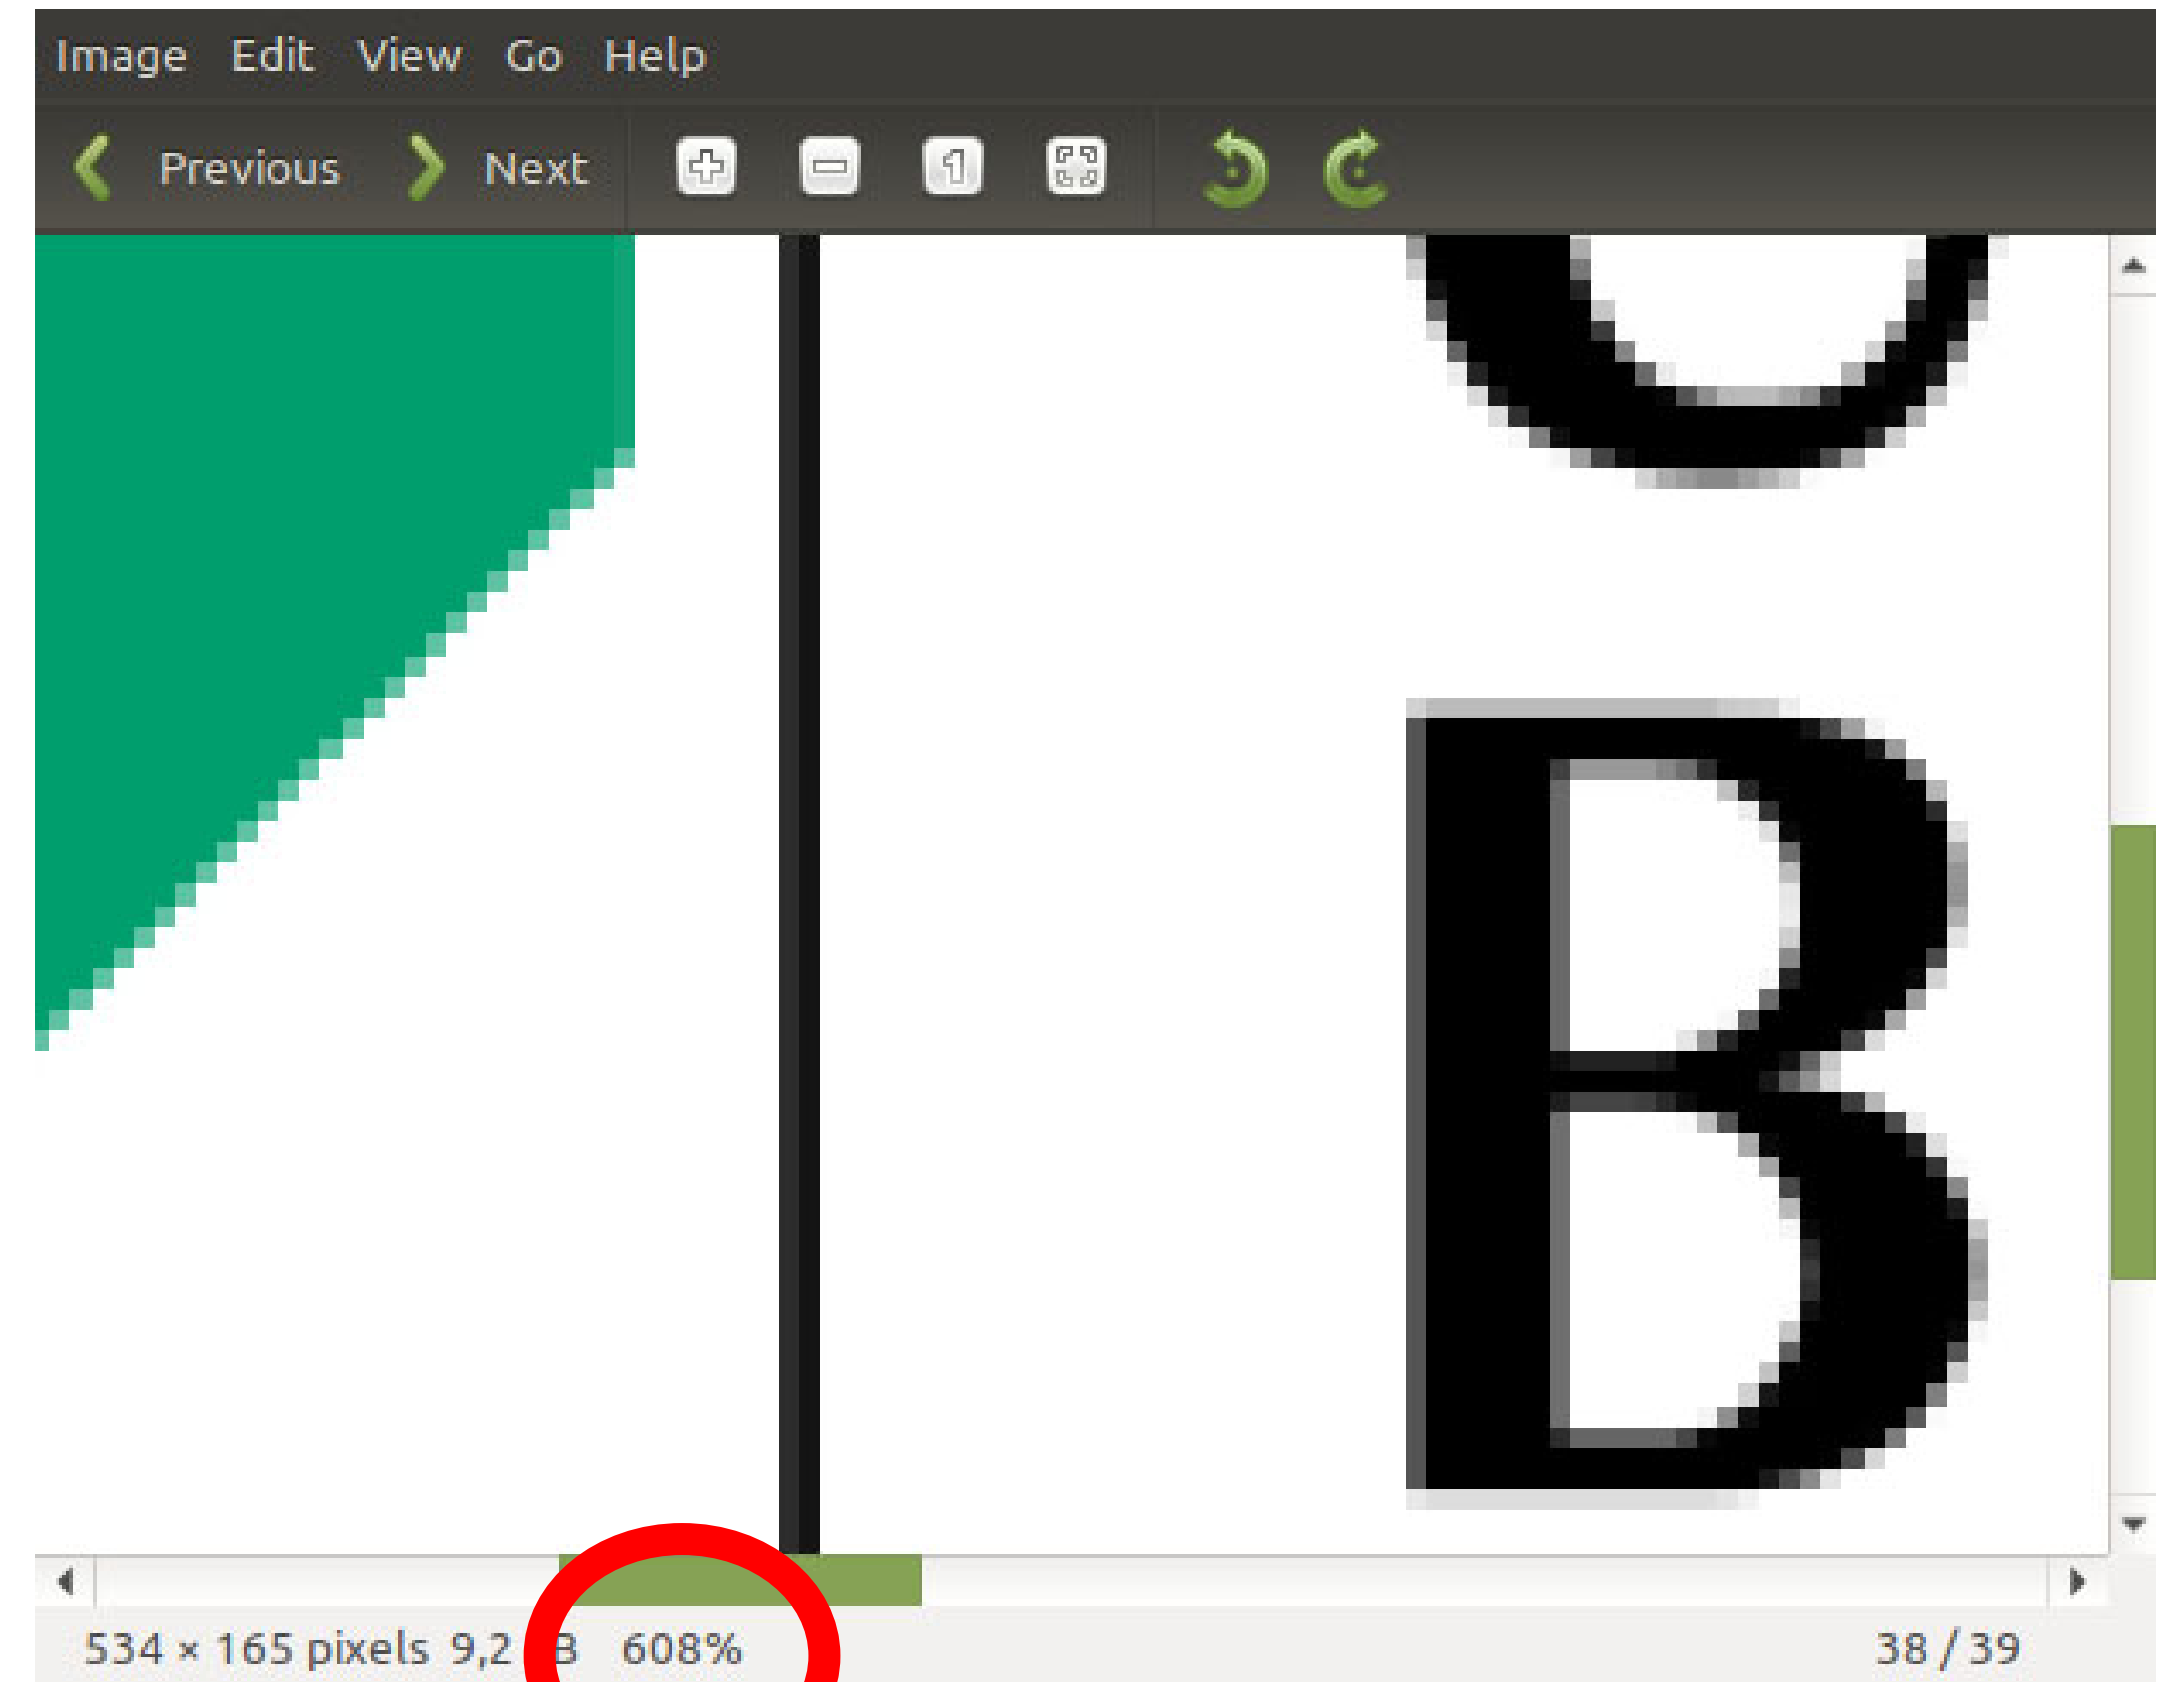 Image Edit View Go Help
Previous Next
B
534 × 165 pixels 9,2 B 608%
38 / 39